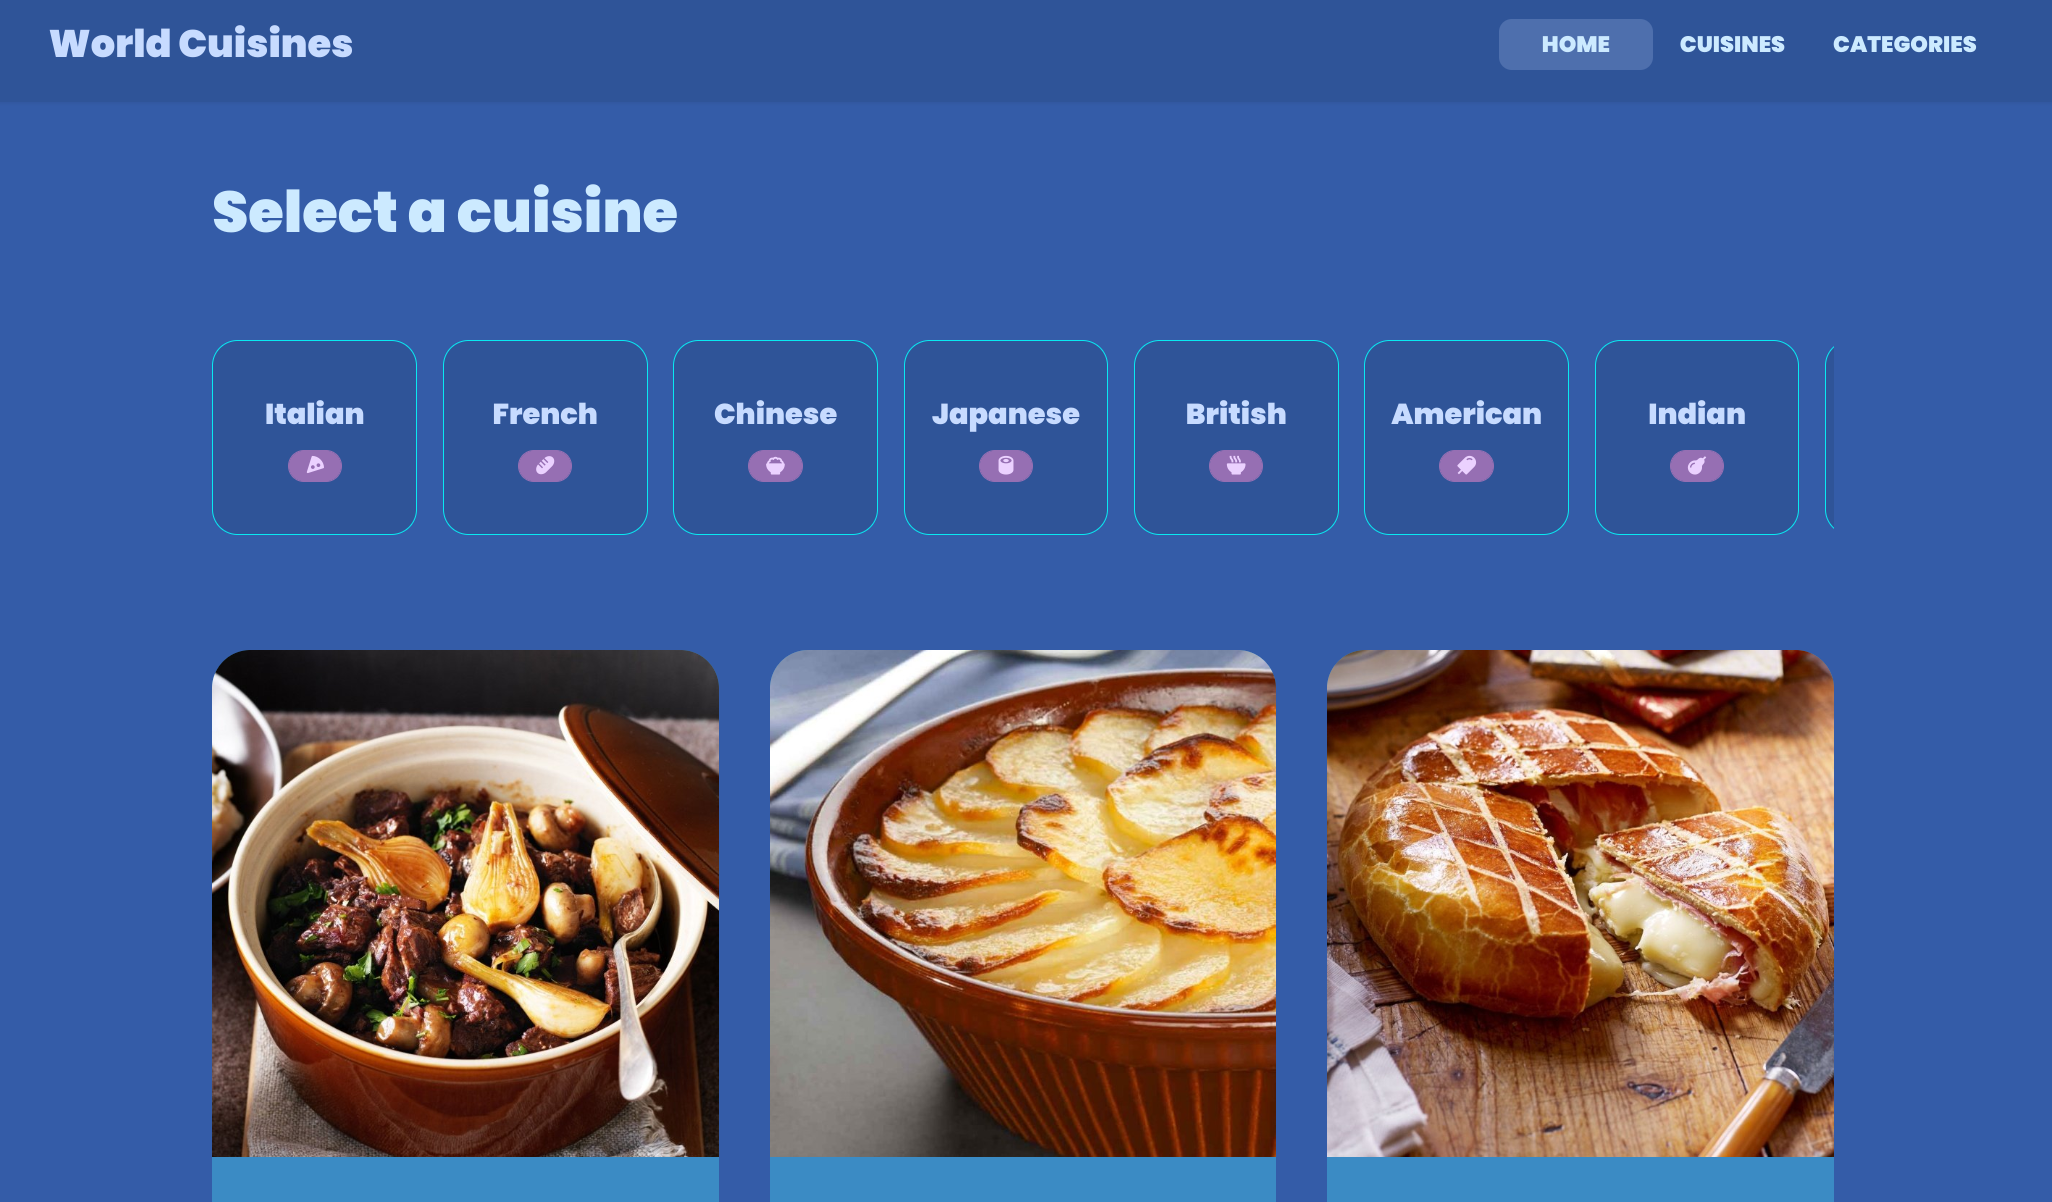 World Cuisines
HOME
CUISINES
CATEGORIES
Select a cuisine
Italian
French
Chinese
Japanese
British
American
Indian